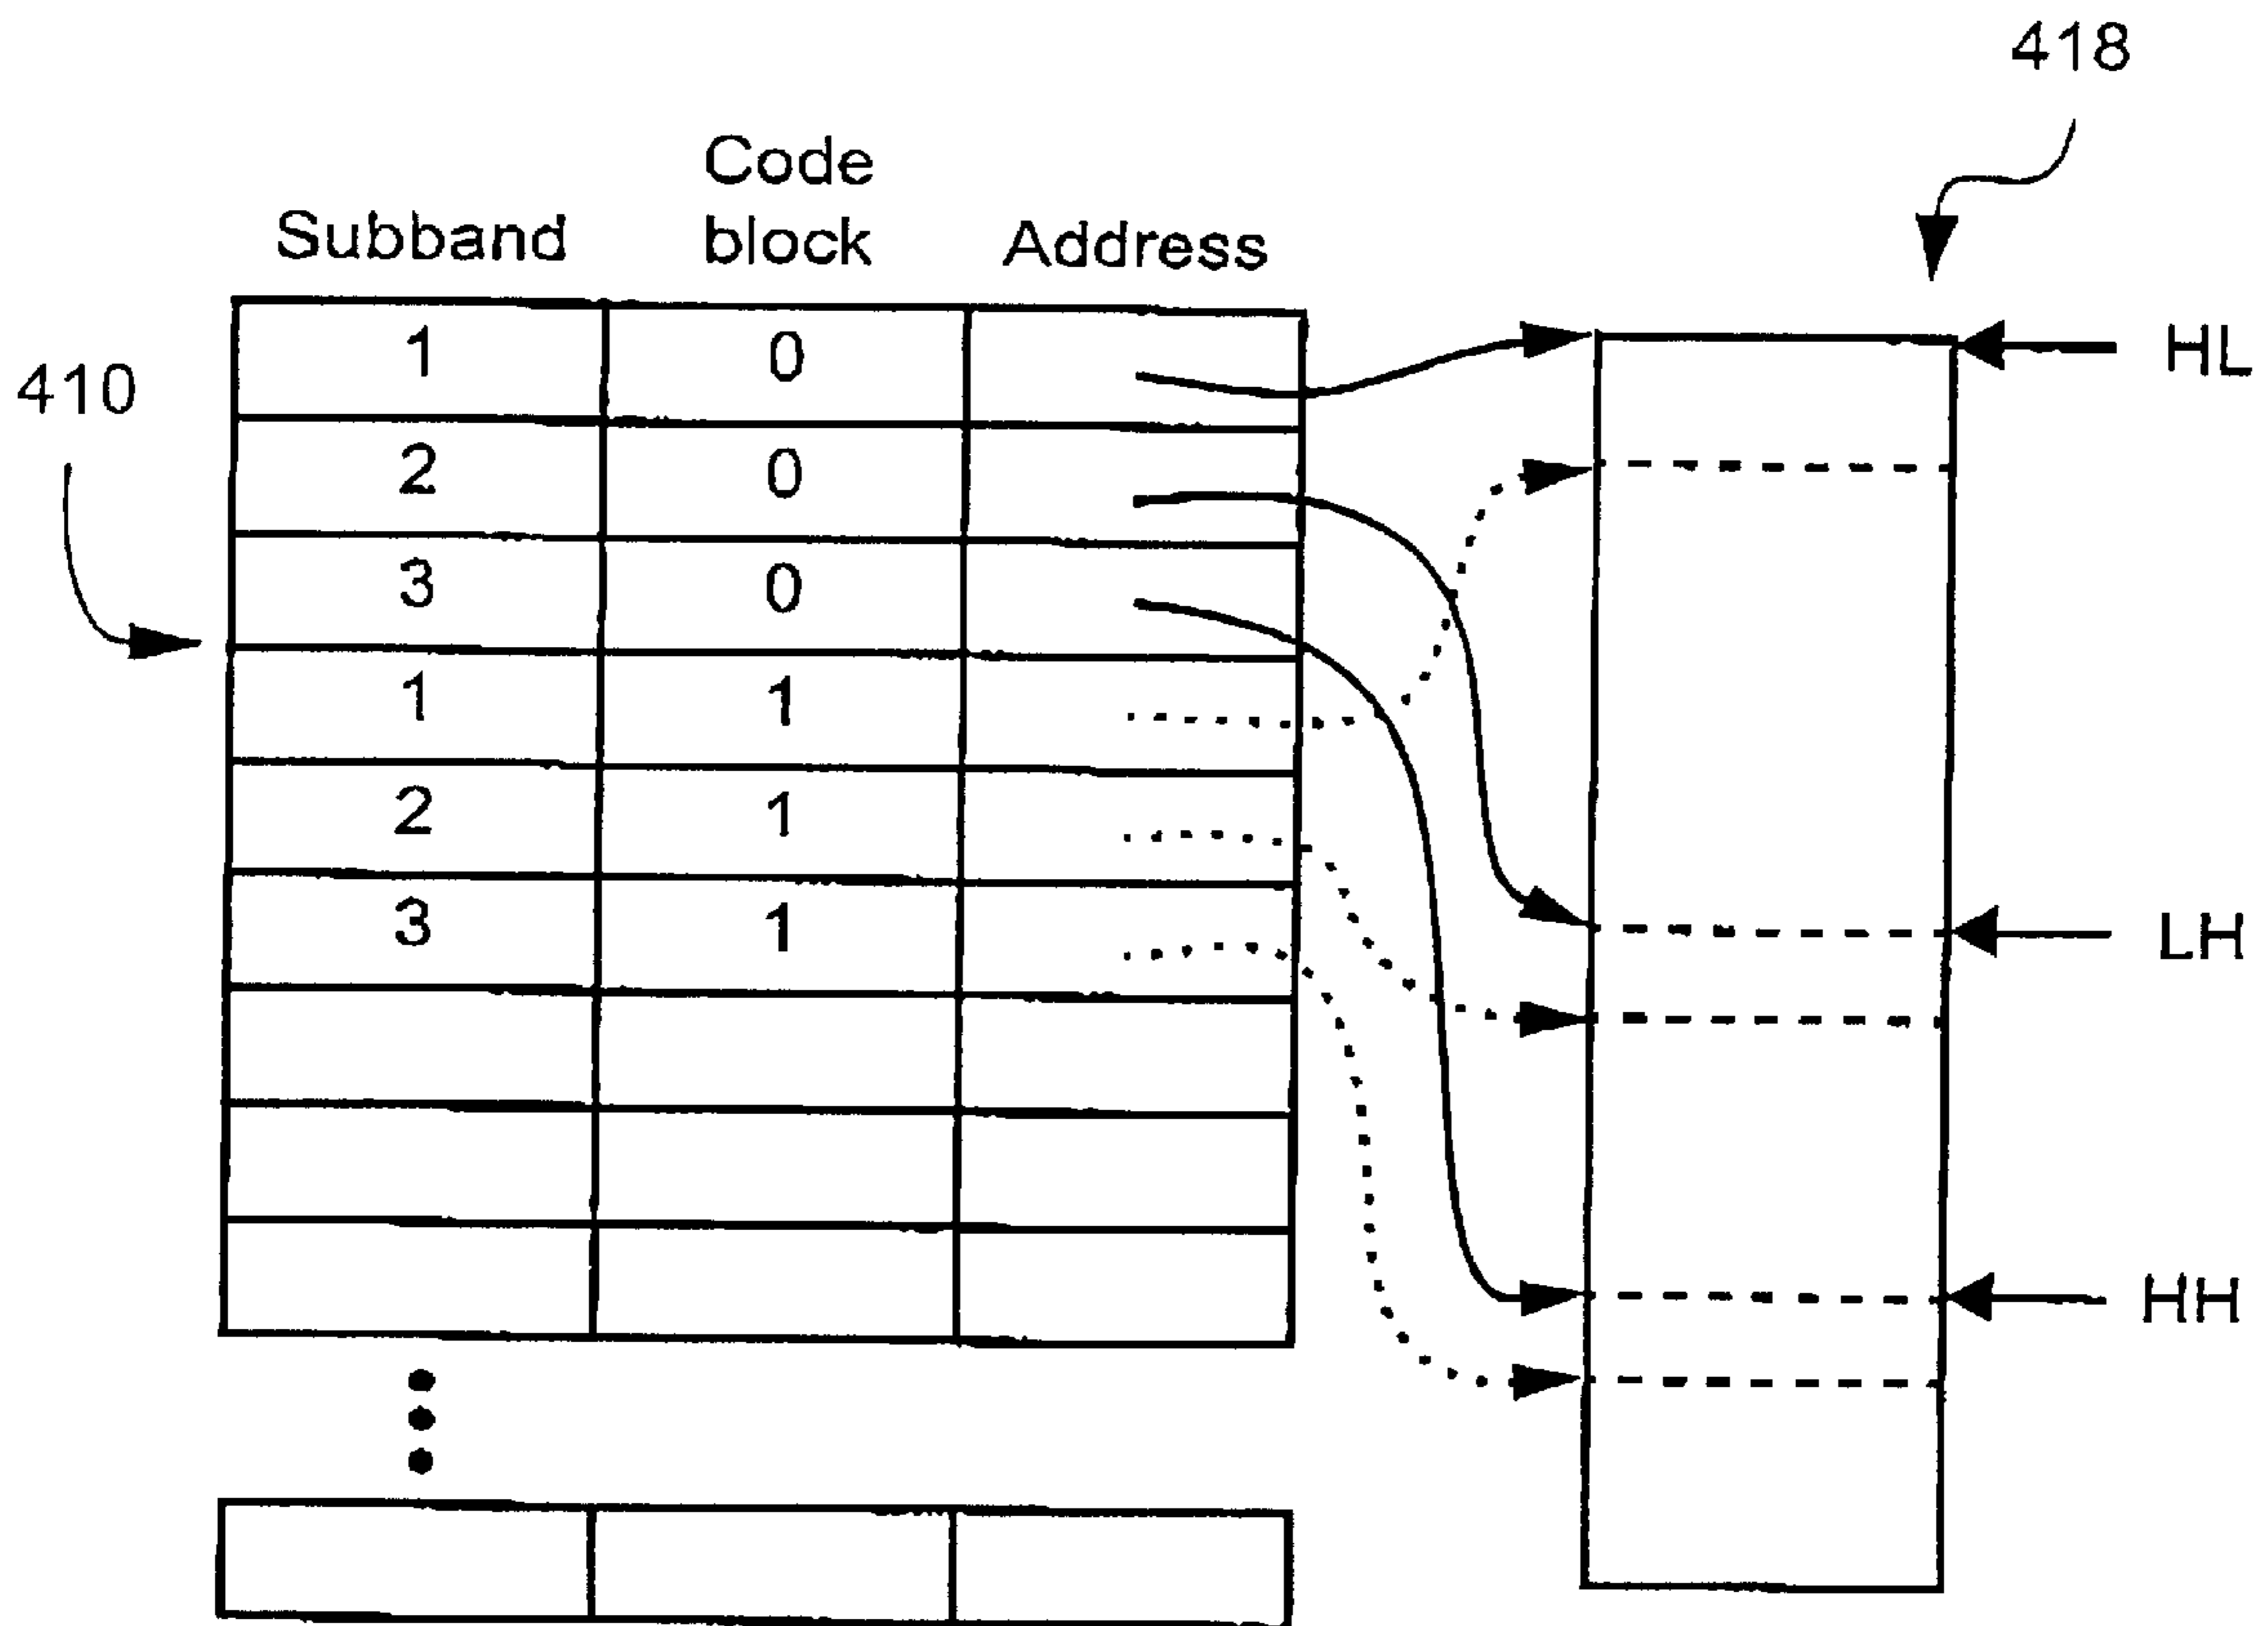 418
Code
Subband block Address
410
1 0
2 0
3 0
1 1
2 1
3 1
HL
LH
HH